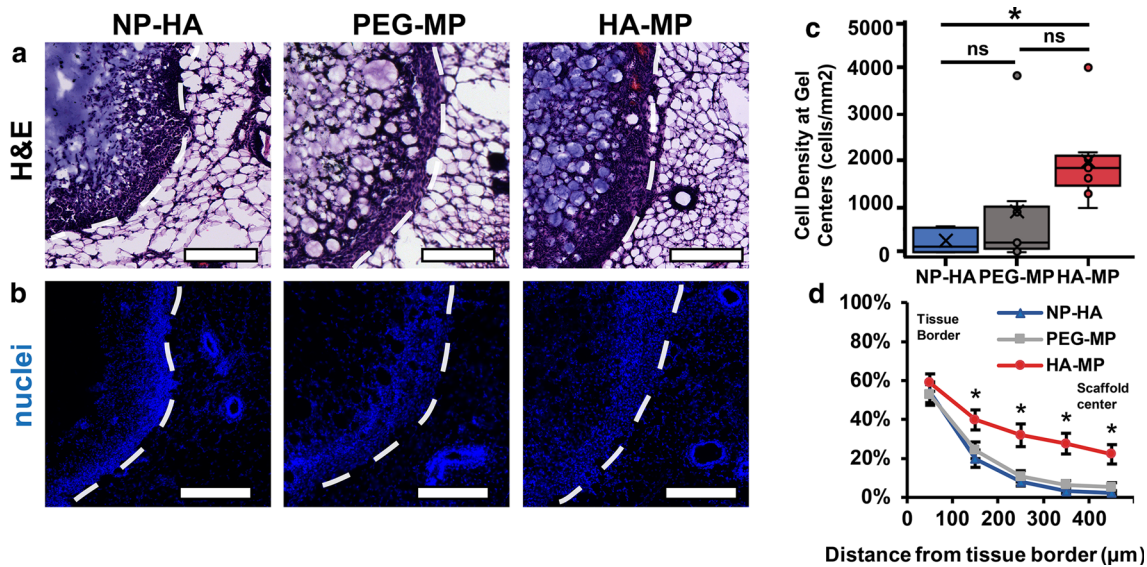 NP-HA PEG-MP HA-MP
a
H&E
b
nuclei
c
Cell Density at Gel
Centers (cells/mm2)
5000
4000
3000
2000
1000
0
*
ns
ns
NP-HA PEG-MP HA-MP
d
100%
80%
60%
40%
20%
0%
Tissue
Border
NP-HA
PEG-MP
HA-MP
Scaffold
center
* * * *
0 100 200 300 400
Distance from tissue border (µm)